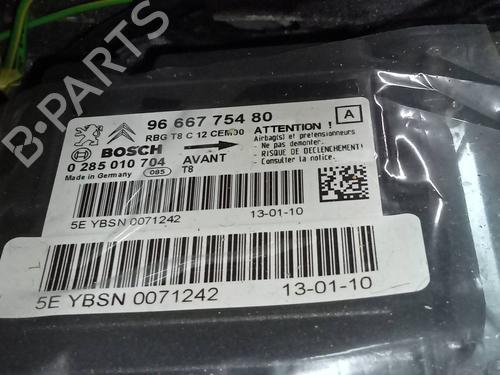 B-PARTS
96 667 754 80
A
RBG T8 C 12 CEM00
ATTENTION !
BOSCH
Airbag(s) et pretensionneurs
- Ne pas demonter.
- RISQUE DE DECLENCHEMENT!
- Consulter la notice.
0 285 010 704
AVANT
Made in Germany
085
T8
5E YBSN 0071242
13-01-10
5E YBSN 0071242
13-01-10